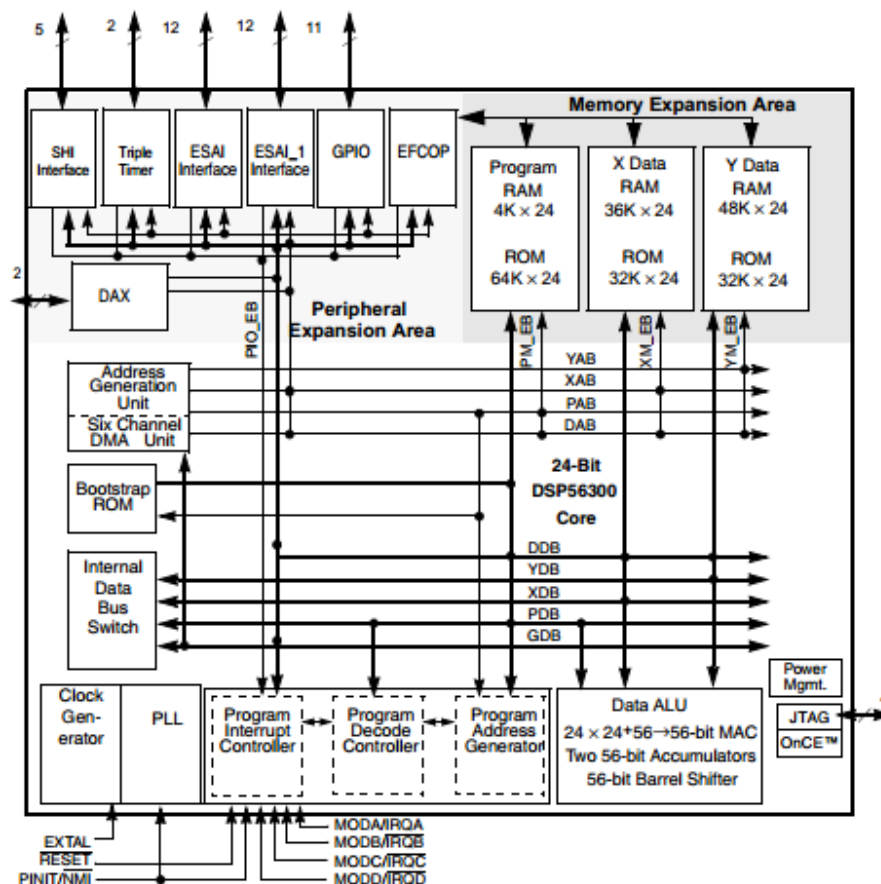 5 2 12 12 11
Memory Expansion Area
SHI
Interface
Triple
Timer
ESAI
Interface
ESAI_1
Interface
GPIO
EFCOP
Program
RAM
4K × 24
ROM
64K × 24
X Data
RAM
36K × 24
ROM
32K × 24
Y Data
RAM
48K × 24
ROM
32K × 24
2
DAX
Peripheral
Expansion Area
PIO_EB
PM_EB
XM_EB
YM_EB
Address
Generation
Unit
Six Channel
DMA Unit
YAB
XAB
PAB
DAB
Bootstrap
ROM
24-Bit
DSP56300
Core
Internal
Data
Bus
Switch
DDB
YDB
XDB
PDB
GDB
Clock
Gen-
erator
PLL
Program
Interrupt
Controller
Program
Decode
Controller
Program
Address
Generator
Data ALU
24 × 24+56→56-bit MAC
Two 56-bit Accumulators
56-bit Barrel Shifter
Power
Mgmt.
JTAG
OnCE™
EXTAL
RESET
PINIT/NMI
MODA/IRQA
MODB/IRQB
MODC/IRQC
MODD/IRQD